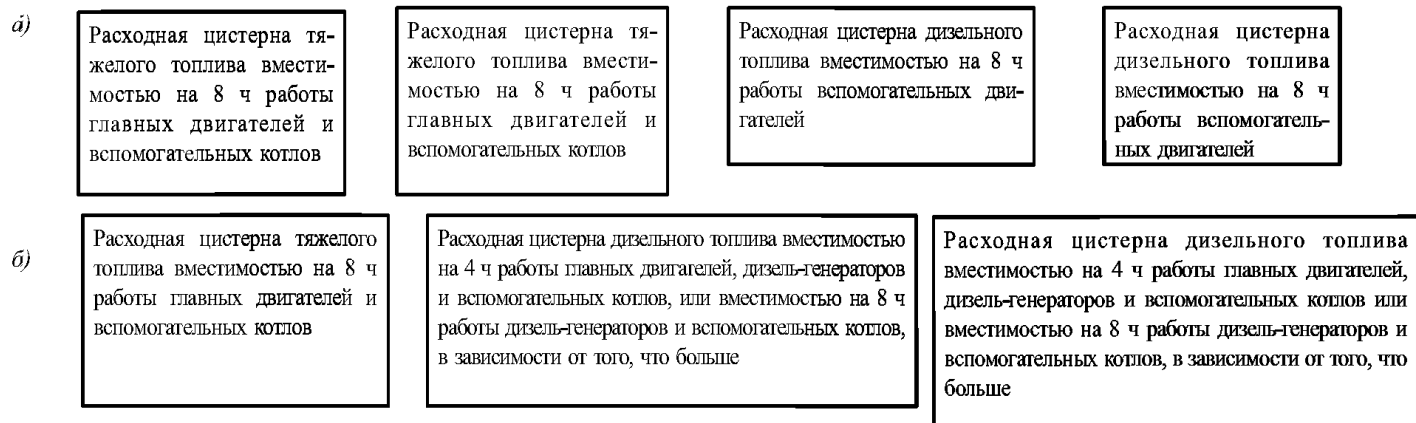 а)
Расходная цистерна тя-
желого топлива вмести-
мостью на 8 ч работы
главных двигателей и
вспомогательных котлов
Расходная цистерна тя-
желого топлива вмести-
мостью на 8 ч работы
главных двигателей и
вспомогательных котлов
Расходная цистерна дизельного
топлива вместимостью на 8 ч
работы вспомогательных дви-
гателей
Расходная цистерна
дизельного топлива
вместимостью на 8 ч
работы вспомогатель-
ных двигателей
б)
Расходная цистерна тяжелого
топлива вместимостью на 8 ч
работы главных двигателей и
вспомогательных котлов
Расходная цистерна дизельного топлива вместимостью
на 4 ч работы главных двигателей, дизель-генераторов
и вспомогательных котлов, или вместимостью на 8 ч
работы дизель-генераторов и вспомогательных котлов,
в зависимости от того, что больше
Расходная цистерна дизельного топлива
вместимостью на 4 ч работы главных двигателей,
дизель-генераторов и вспомогательных котлов или
вместимостью на 8 ч работы дизель-генераторов и
вспомогательных котлов, в зависимости от того, что
больше